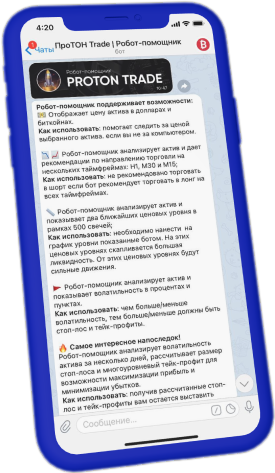 4:20
1
Чаты
ПроТОН Trade | Робот-помощник
бот
Робот-помощник
PROTON TRADE
10:47
Робот-помощник поддерживает возможности:
Отображает цену актива в долларах и
биткойнах.
Как использовать: помогает следить за ценой
выбранного актива. если вы не за компьютером.
Робот-помощник анализирует актив и дает
рекомендации по направлению торговли на
нескольких таймфреймах: H1, M30 и M15;
Как использовать: не рекомендовано торговать
в шорт если бот рекомендует торговать в лонг на
всех таймфреймах.
Робот-помощник анализирует актив и
показывает два ближайших ценовых уровня в
рамках 500 свечей;
Как использовать: необходимо нанести на
график уровни показанные ботом. На этих
ценовых уровнях скапливается большая
ликвидность. От этих ценовых уровней будут
сильные движения.
Робот-помощник анализирует актив и
показывает волатильность в процентах и
пунктах.
Как использовать: чем больше/меньше
волатильность, тем больше/меньше должны быть
стоп-лос и тейк-профиты.
Самое интересное напоследок!
Робот-помощник анализирует волатильность
актива за несколько дней, рассчитывает размер
стоп-лоса и многоуровневый тейк-профит для
возможности максимизации прибыль и
минимизации убытков.
Как использовать: получив рассчитанные стоп-
лос и тейк-профиты вам остается выставить
Сообщение...